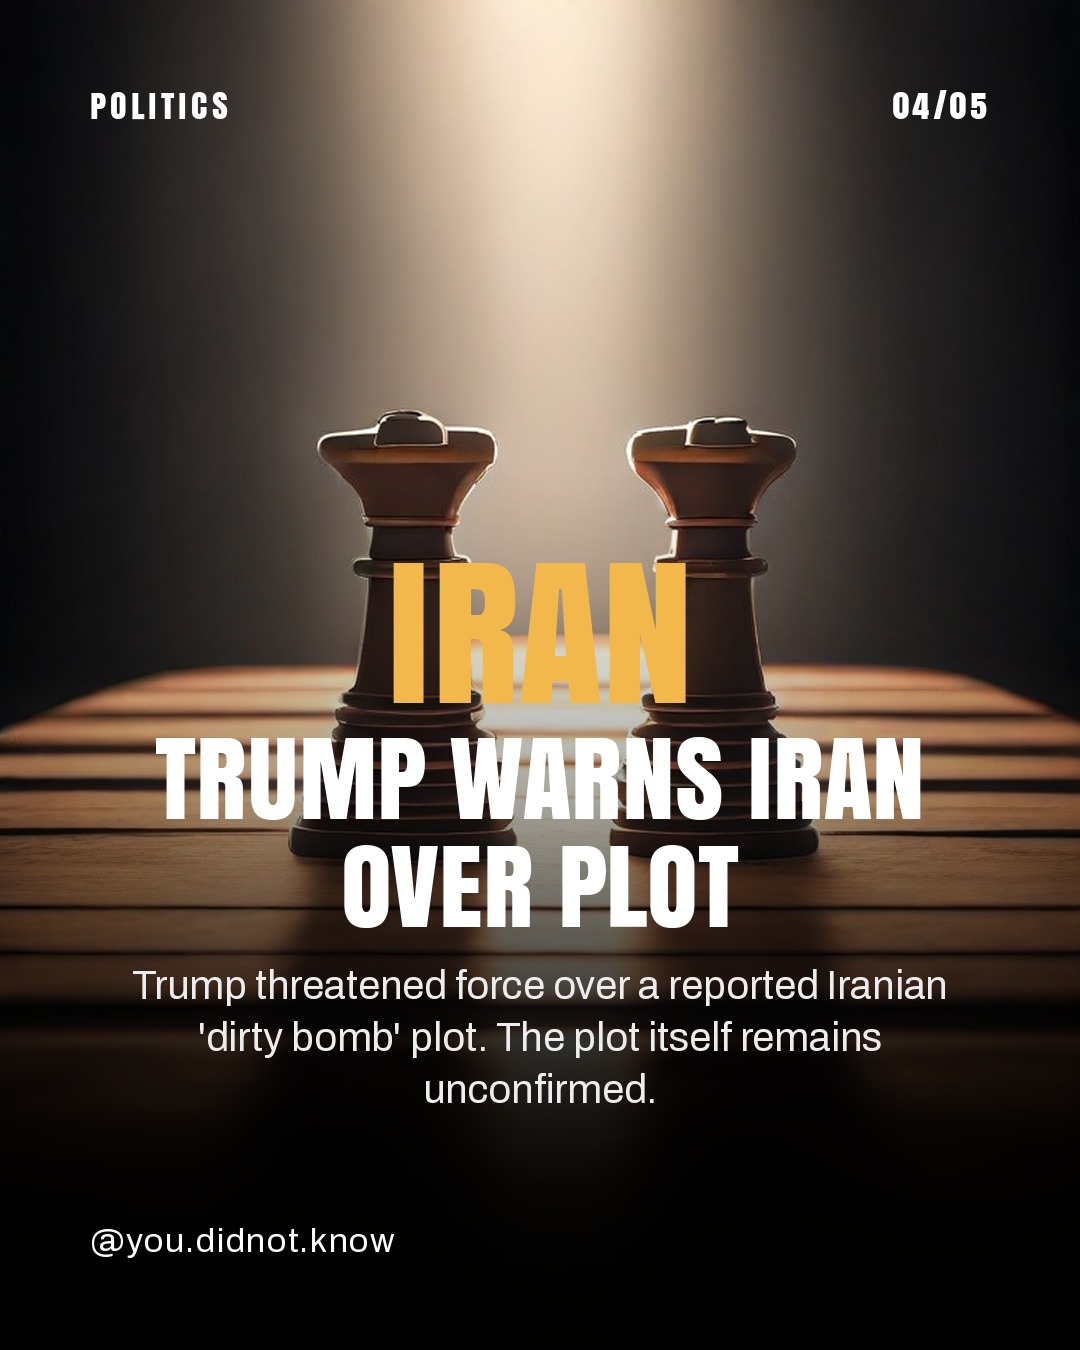 POLITICS
04/05
IRAN
TRUMP WARNS IRAN
OVER PLOT
Trump threatened force over a reported Iranian
'dirty bomb' plot. The plot itself remains
unconfirmed.
@you.didnot.know